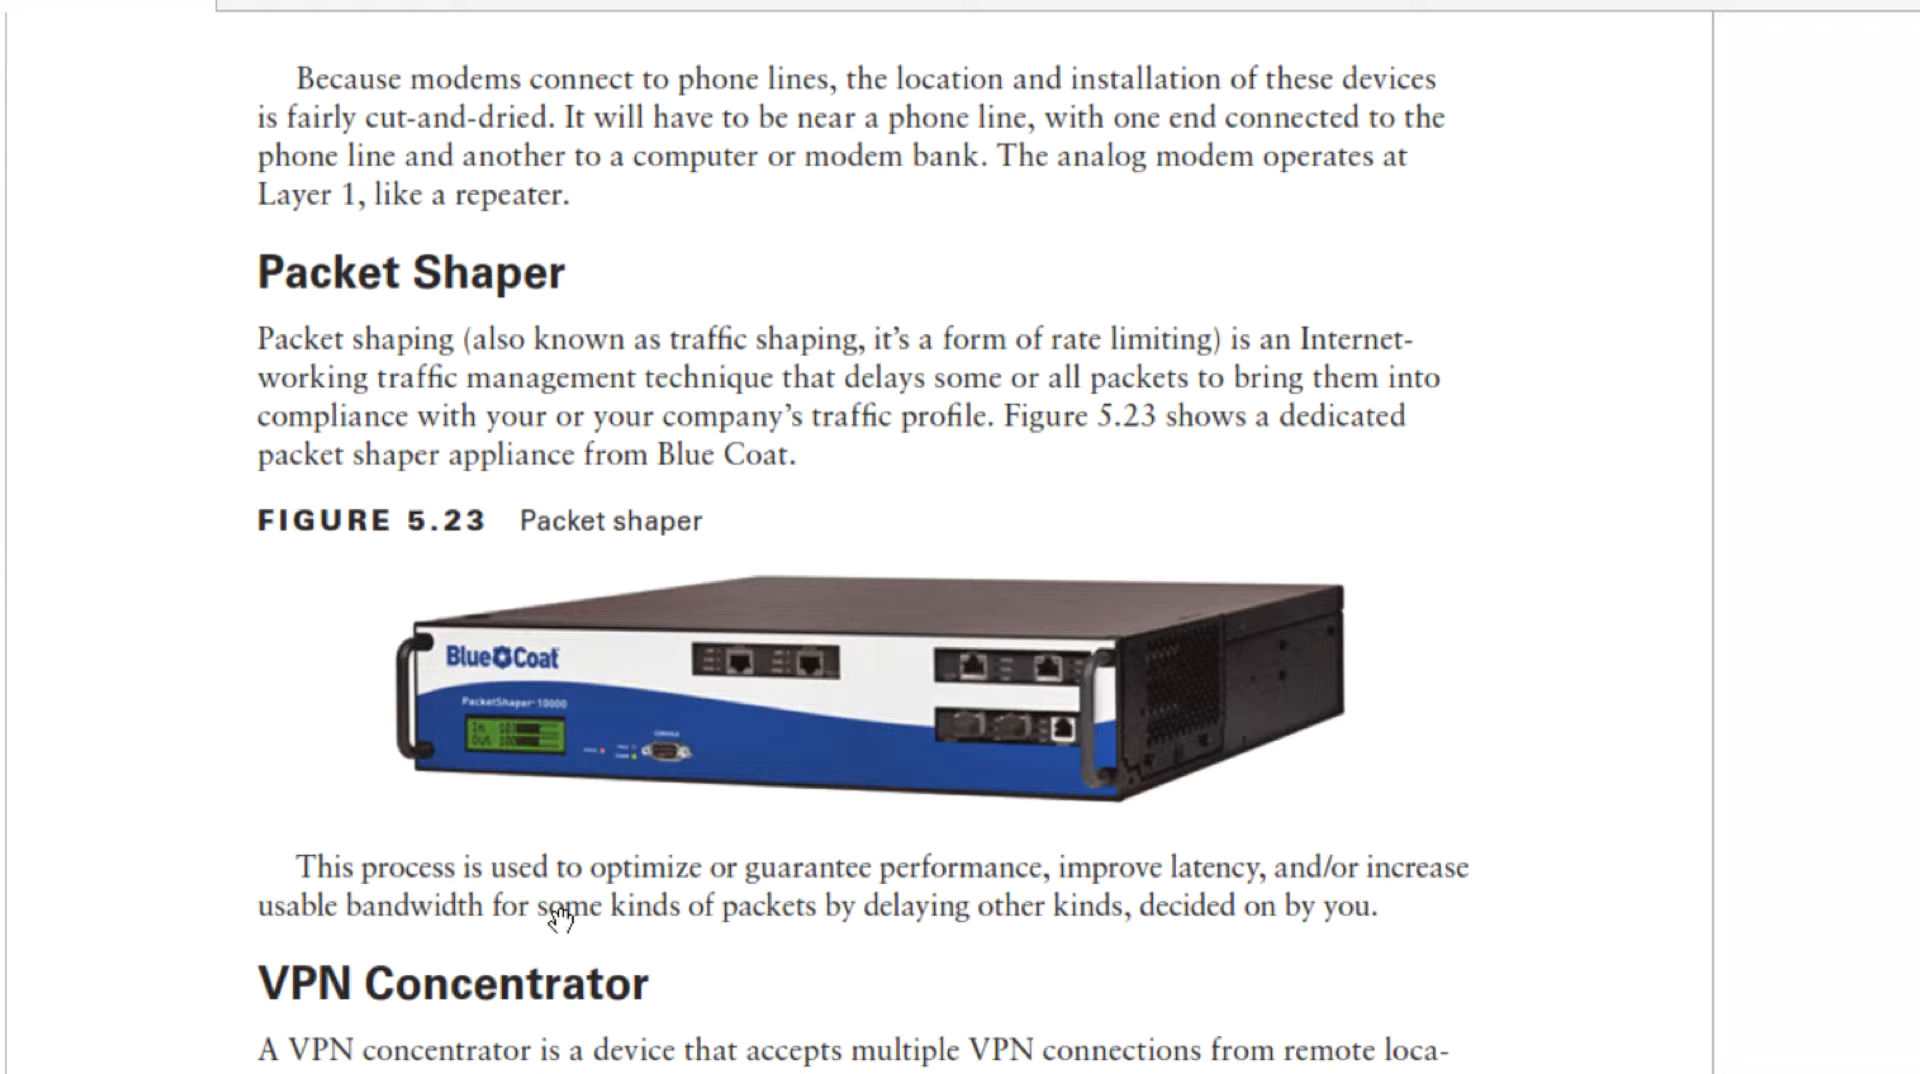 Because modems connect to phone lines, the location and installation of these devices
is fairly cut-and-dried. It will have to be near a phone line, with one end connected to the
phone line and another to a computer or modem bank. The analog modem operates at
Layer 1, like a repeater.
Packet Shaper
Packet shaping (also known as traffic shaping, it's a form of rate limiting) is an Internet-
working traffic management technique that delays some or all packets to bring them into
compliance with your or your company's traffic profile. Figure 5.23 shows a dedicated
packet shaper appliance from Blue Coat.
FIGURE 5.23 Packet shaper
Blue Coat
PacketShaper 10000
In
Out
CONSOLE
This process is used to optimize or guarantee performance, improve latency, and/or increase
usable bandwidth for some kinds of packets by delaying other kinds, decided on by you.
VPN Concentrator
A VPN concentrator is a device that accepts multiple VPN connections from remote loca-